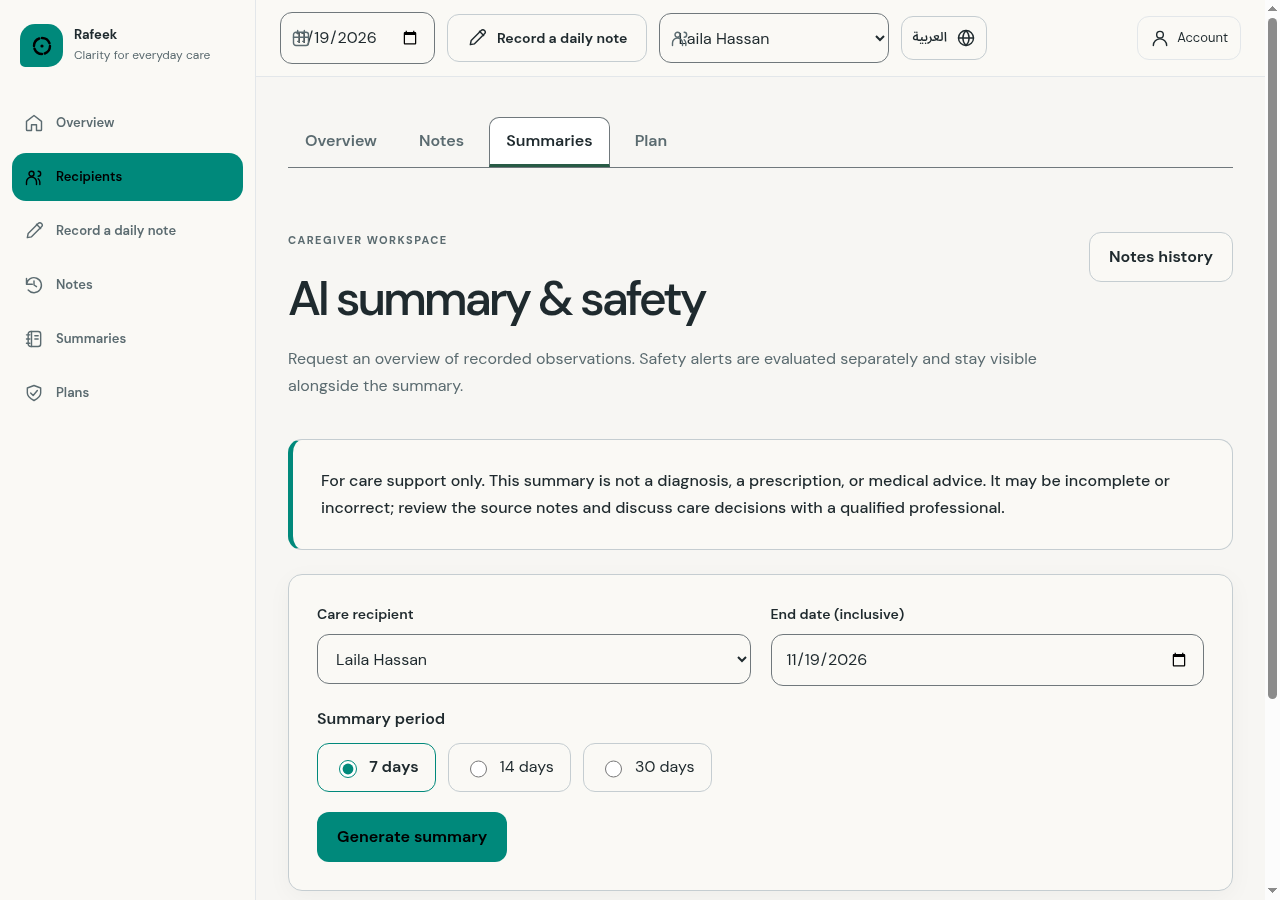 Rafeek
Clarity for everyday care
Overview
Recipients
Record a daily note
Notes
Summaries
Plans
/19/2026
Record a daily note
Laila Hassan
العربية
Account
Overview
Notes
Summaries
Plan
CAREGIVER WORKSPACE
Notes history
AI summary & safety
Request an overview of recorded observations. Safety alerts are evaluated separately and stay visible
alongside the summary.
For care support only. This summary is not a diagnosis, a prescription, or medical advice. It may be incomplete or
incorrect; review the source notes and discuss care decisions with a qualified professional.
Care recipient
End date (inclusive)
Laila Hassan
11/19/2026
Summary period
7 days
14 days
30 days
Generate summary